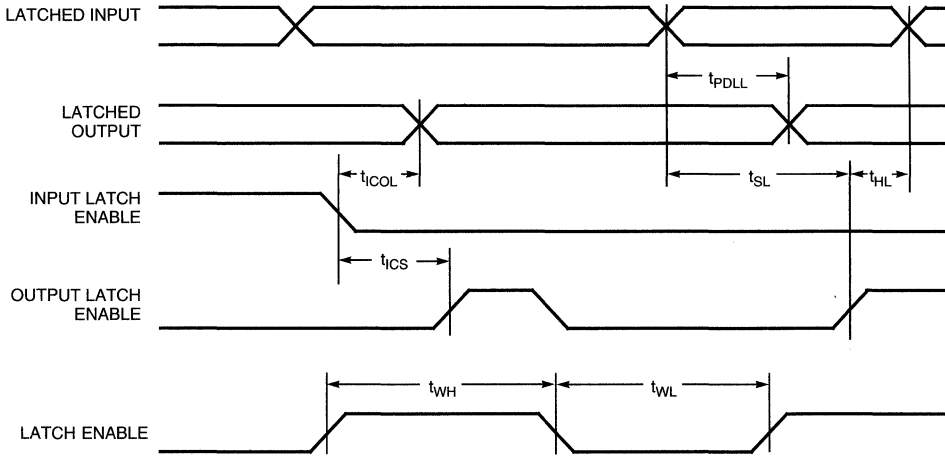 LATCHED INPUT
tPDLL
LATCHED
OUTPUT
tICOL
tSL
tHL
INPUT LATCH
ENABLE
tICS
OUTPUT LATCH
ENABLE
tWH
tWL
LATCH ENABLE